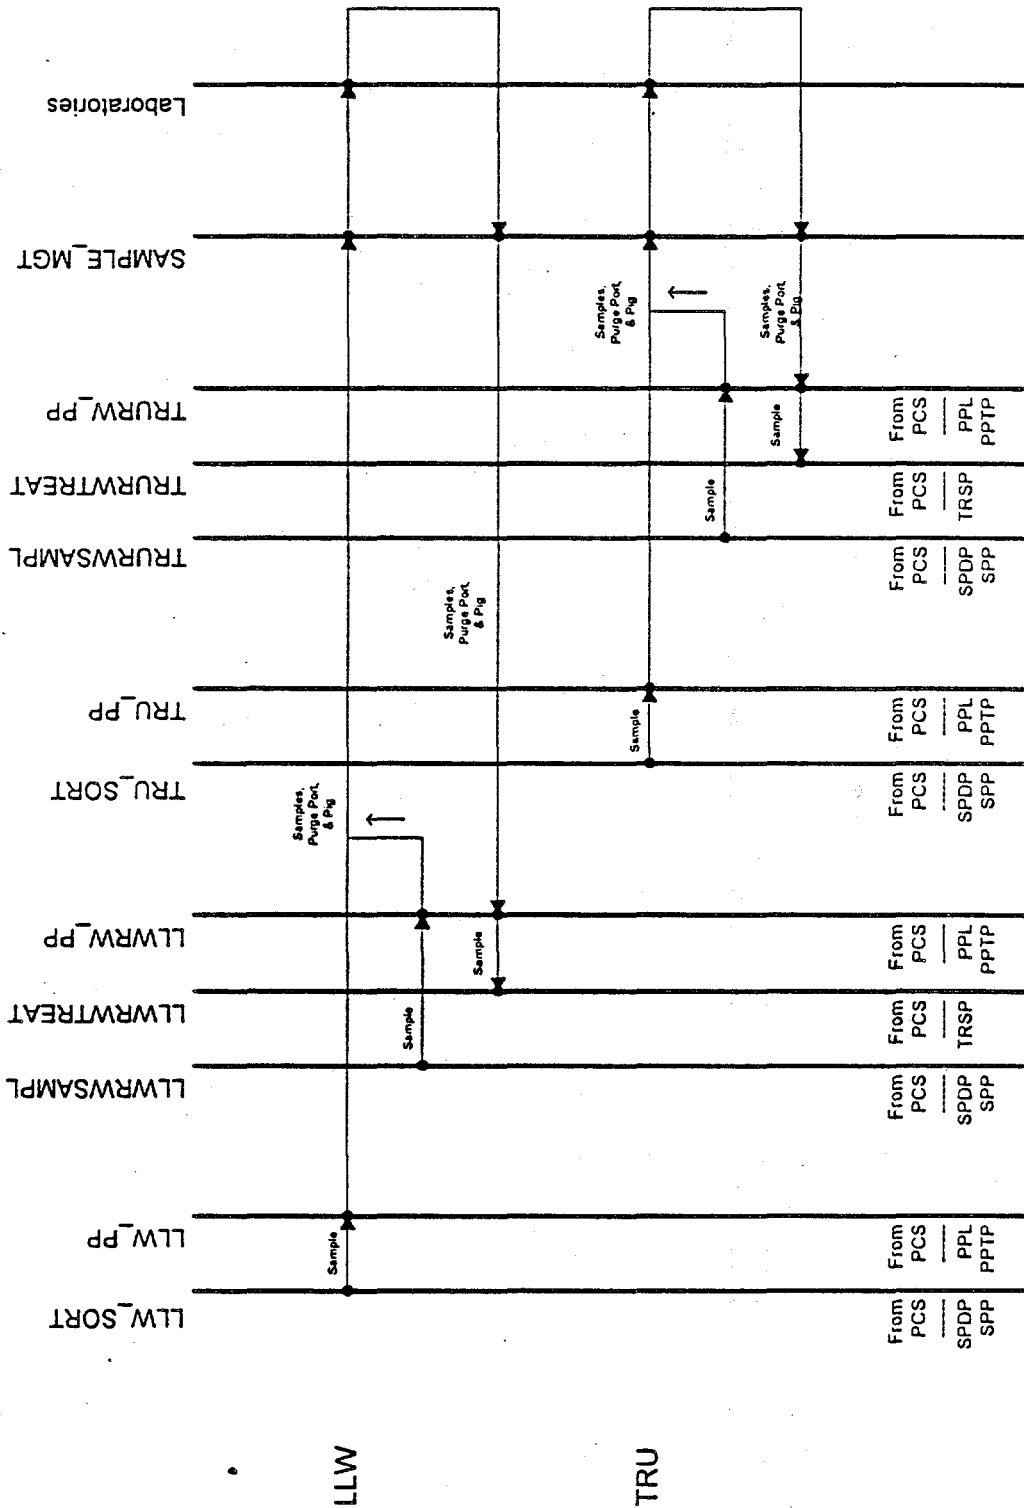 LLW_SORT
LLW_PP
LLWRWSAMPL
LLWRWTREAT
LLWRW_PP
TRU_SORT
TRU_PP
TRURWSAMPL
TRURWTREAT
TRURW_PP
SAMPLE_MGT
Laboratories
LLW
Sample
Sample
Sample
Samples,
Purge Port,
& Pig
Samples,
Purge Port,
& Pig
TRU
Sample
Sample
Sample
Samples,
Purge Port,
& Pig
Samples,
Purge Port,
& Pig
From
PCS
SPDP
SPP
From
PCS
PPL
PPTP
From
PCS
SPDP
SPP
From
PCS
TRSP
From
PCS
PPL
PPTP
From
PCS
SPDP
SPP
From
PCS
PPL
PPTP
From
PCS
SPDP
SPP
From
PCS
TRSP
From
PCS
PPL
PPTP